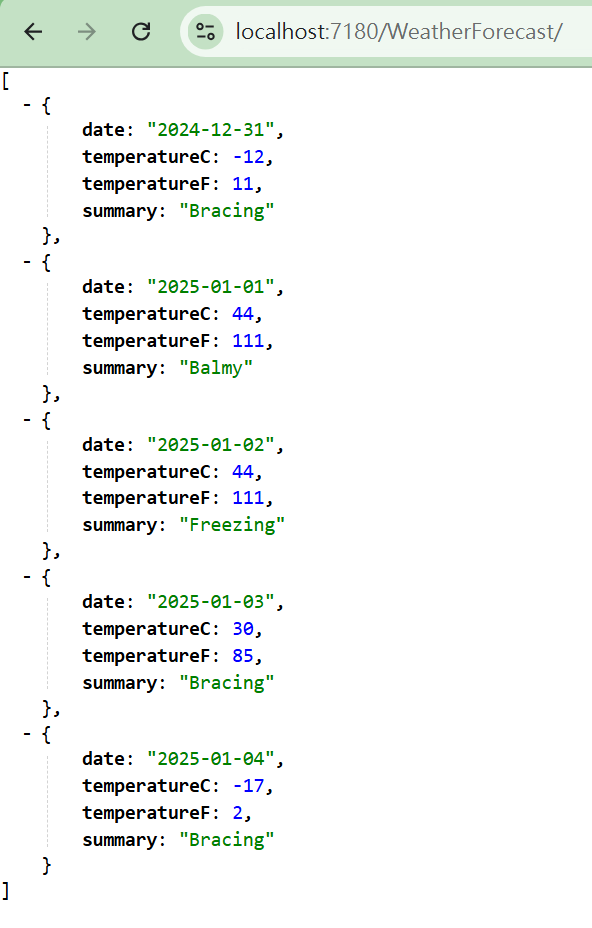 localhost:7180/WeatherForecast/
[
- {
date: "2024-12-31",
temperatureC: -12,
temperatureF: 11,
summary: "Bracing"
},
- {
date: "2025-01-01",
temperatureC: 44,
temperatureF: 111,
summary: "Balmy"
},
- {
date: "2025-01-02",
temperatureC: 44,
temperatureF: 111,
summary: "Freezing"
},
- {
date: "2025-01-03",
temperatureC: 30,
temperatureF: 85,
summary: "Bracing"
},
- {
date: "2025-01-04",
temperatureC: -17,
temperatureF: 2,
summary: "Bracing"
}
]